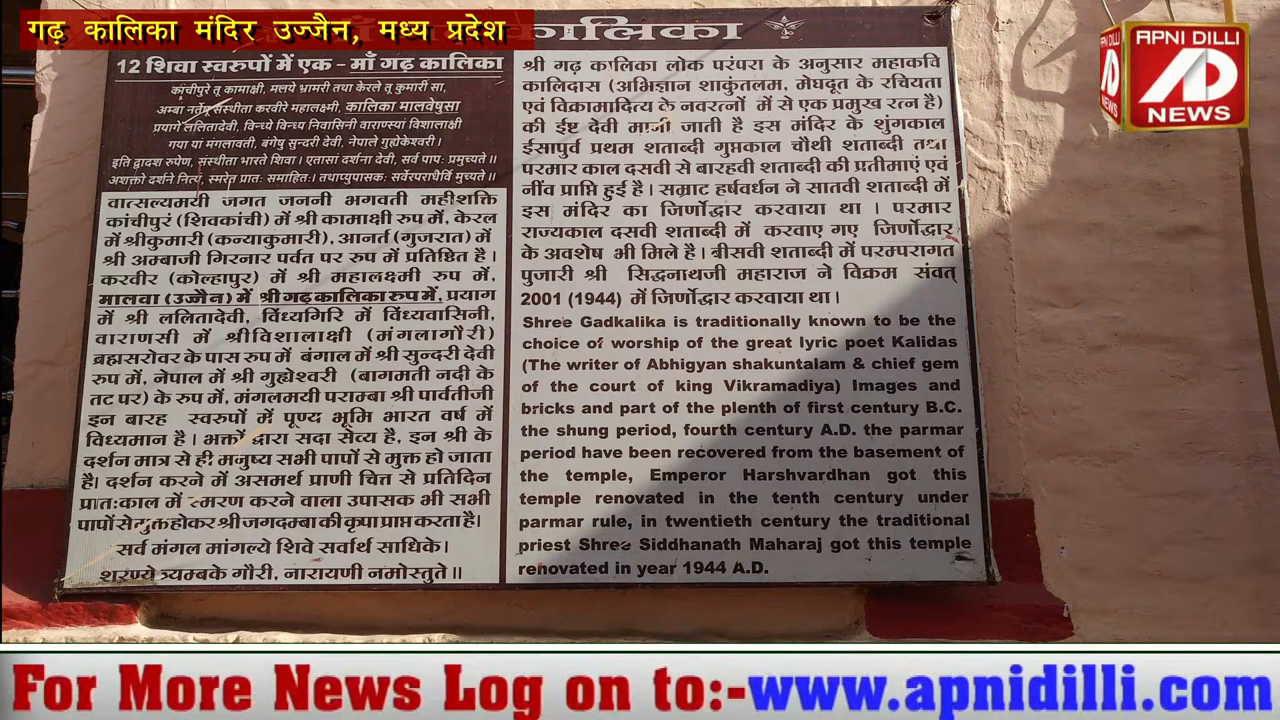 गढ़ कालिका मंदिर उज्जैन, मध्य प्रदेश
कालिका
APNI DILLI
AD
NEWS
12 शिवा स्वरुपों में एक – माँ गढ़ कालिका
कांचीपुरे तू कामाक्षी, मलये भ्रामरी तथा केरले तू कुमारी सा,
अम्बा नर्तेषु संस्थीता करवीरे महालक्ष्मी, कालिका मालवेषुसा
प्रयागे ललितादेवी, विन्ध्ये विन्ध निवासिनी वाराणस्यां विशालाक्षी
गया या मंगलावती, बंगेषु सुन्दरी देवी, नेपाले गुह्येकेश्वरी।
इति द्वादश रुपेण, संस्थीता भारते शिवा। एतासां दर्शना देवी, सर्व पापः प्रमुच्यते॥
अशक्तो दर्शने नित्य, स्मरेत प्रातः समाहितः। तथाप्युपासकः सर्वेरपराधैर्वि मुच्यते॥
वात्सल्यमयी जगत जननी भगवती महीशक्ति
कांचीपुरं (शिवकांची) में श्री कामाक्षी रुप में, केरल
में श्रीकुमारी (कन्याकुमारी), आनर्त (गुजरात) में
श्री अम्बाजी गिरनार पर्वत पर रुप में प्रतिष्ठित है।
करवीर (कोल्हापुर) में श्री महालक्ष्मी रुप में,
मालवा (उज्जैन) में श्री गढ़कालिका रुप में, प्रयाग
में श्री ललितादेवी, विंध्यगिरि में विंध्यवासिनी,
वाराणसी में श्रीविशालाक्षी (मंगलागौरी)
ब्रह्मसरोवर के पास रुप में बंगाल में श्री सुन्दरी देवी
रुप में, नेपाल में श्री गुह्येश्वरी (बागमती नदी के
तट पर) के रुप में, मंगलमयी पराम्बा श्री पार्वतीजी
इन बारह स्वरुपों में पूण्य भूमि भारत वर्ष में
विध्यमान है। भक्तों द्वारा सदा सेव्य है, इन श्री के
दर्शन मात्र से ही मनुष्य सभी पापों से मुक्त हो जाता
है। दर्शन करने में असमर्थ प्राणी चित्त से प्रतिदिन
प्रातःकाल में स्मरण करने वाला उपासक भी सभी
पापों से मुक्त होकर श्री जगदम्बा की कृपा प्राप्त करता है।
सर्व मंगल मांगल्ये शिवे सर्वार्थ साधिके।
शरण्ये त्र्यम्बके गौरी, नारायणी नमोस्तुते॥
श्री गढ़ कालिका लोक परंपरा के अनुसार महाकवि
कालिदास (अभिज्ञान शाकुंतलम, मेघदूत के रचियता
एवं विक्रामादित्य के नवरत्नों में से एक प्रमुख रत्न है)
की ईष्ट देवी मानी जाती है इस मंदिर के शुंगकाल
ईसापुर्व प्रथम शताब्दी गुप्तकाल चौथी शताब्दी तथा
परमार काल दसवी से बारहवी शताब्दी की प्रतीमाएं एवं
नींव प्राप्ति हुई है। सम्राट हर्षवर्धन ने सातवी शताब्दी में
इस मंदिर का जिर्णोद्धार करवाया था । परमार
राज्यकाल दसवी शताब्दी में करवाए गए जिर्णोद्धार
के अवशेष भी मिले है। बीसवी शताब्दी में परम्परागत
पुजारी श्री सिद्धनाथजी महाराज ने विक्रम संवत्
2001 (1944) में जिर्णोद्धार करवाया था।
Shree Gadkalika is traditionally known to be the
choice of worship of the great lyric poet Kalidas
(The writer of Abhigyan shakuntalam & chief gem
of the court of king Vikramadiya) Images and
bricks and part of the plenth of first century B.C.
the shung period, fourth century A.D. the parmar
period have been recovered from the basement of
the temple, Emperor Harshvardhan got this
temple renovated in the tenth century under
parmar rule, in twentieth century the traditional
priest Shree Siddhanath Maharaj got this temple
renovated in year 1944 A.D.
For More News Log on to:-www.apnidilli.com